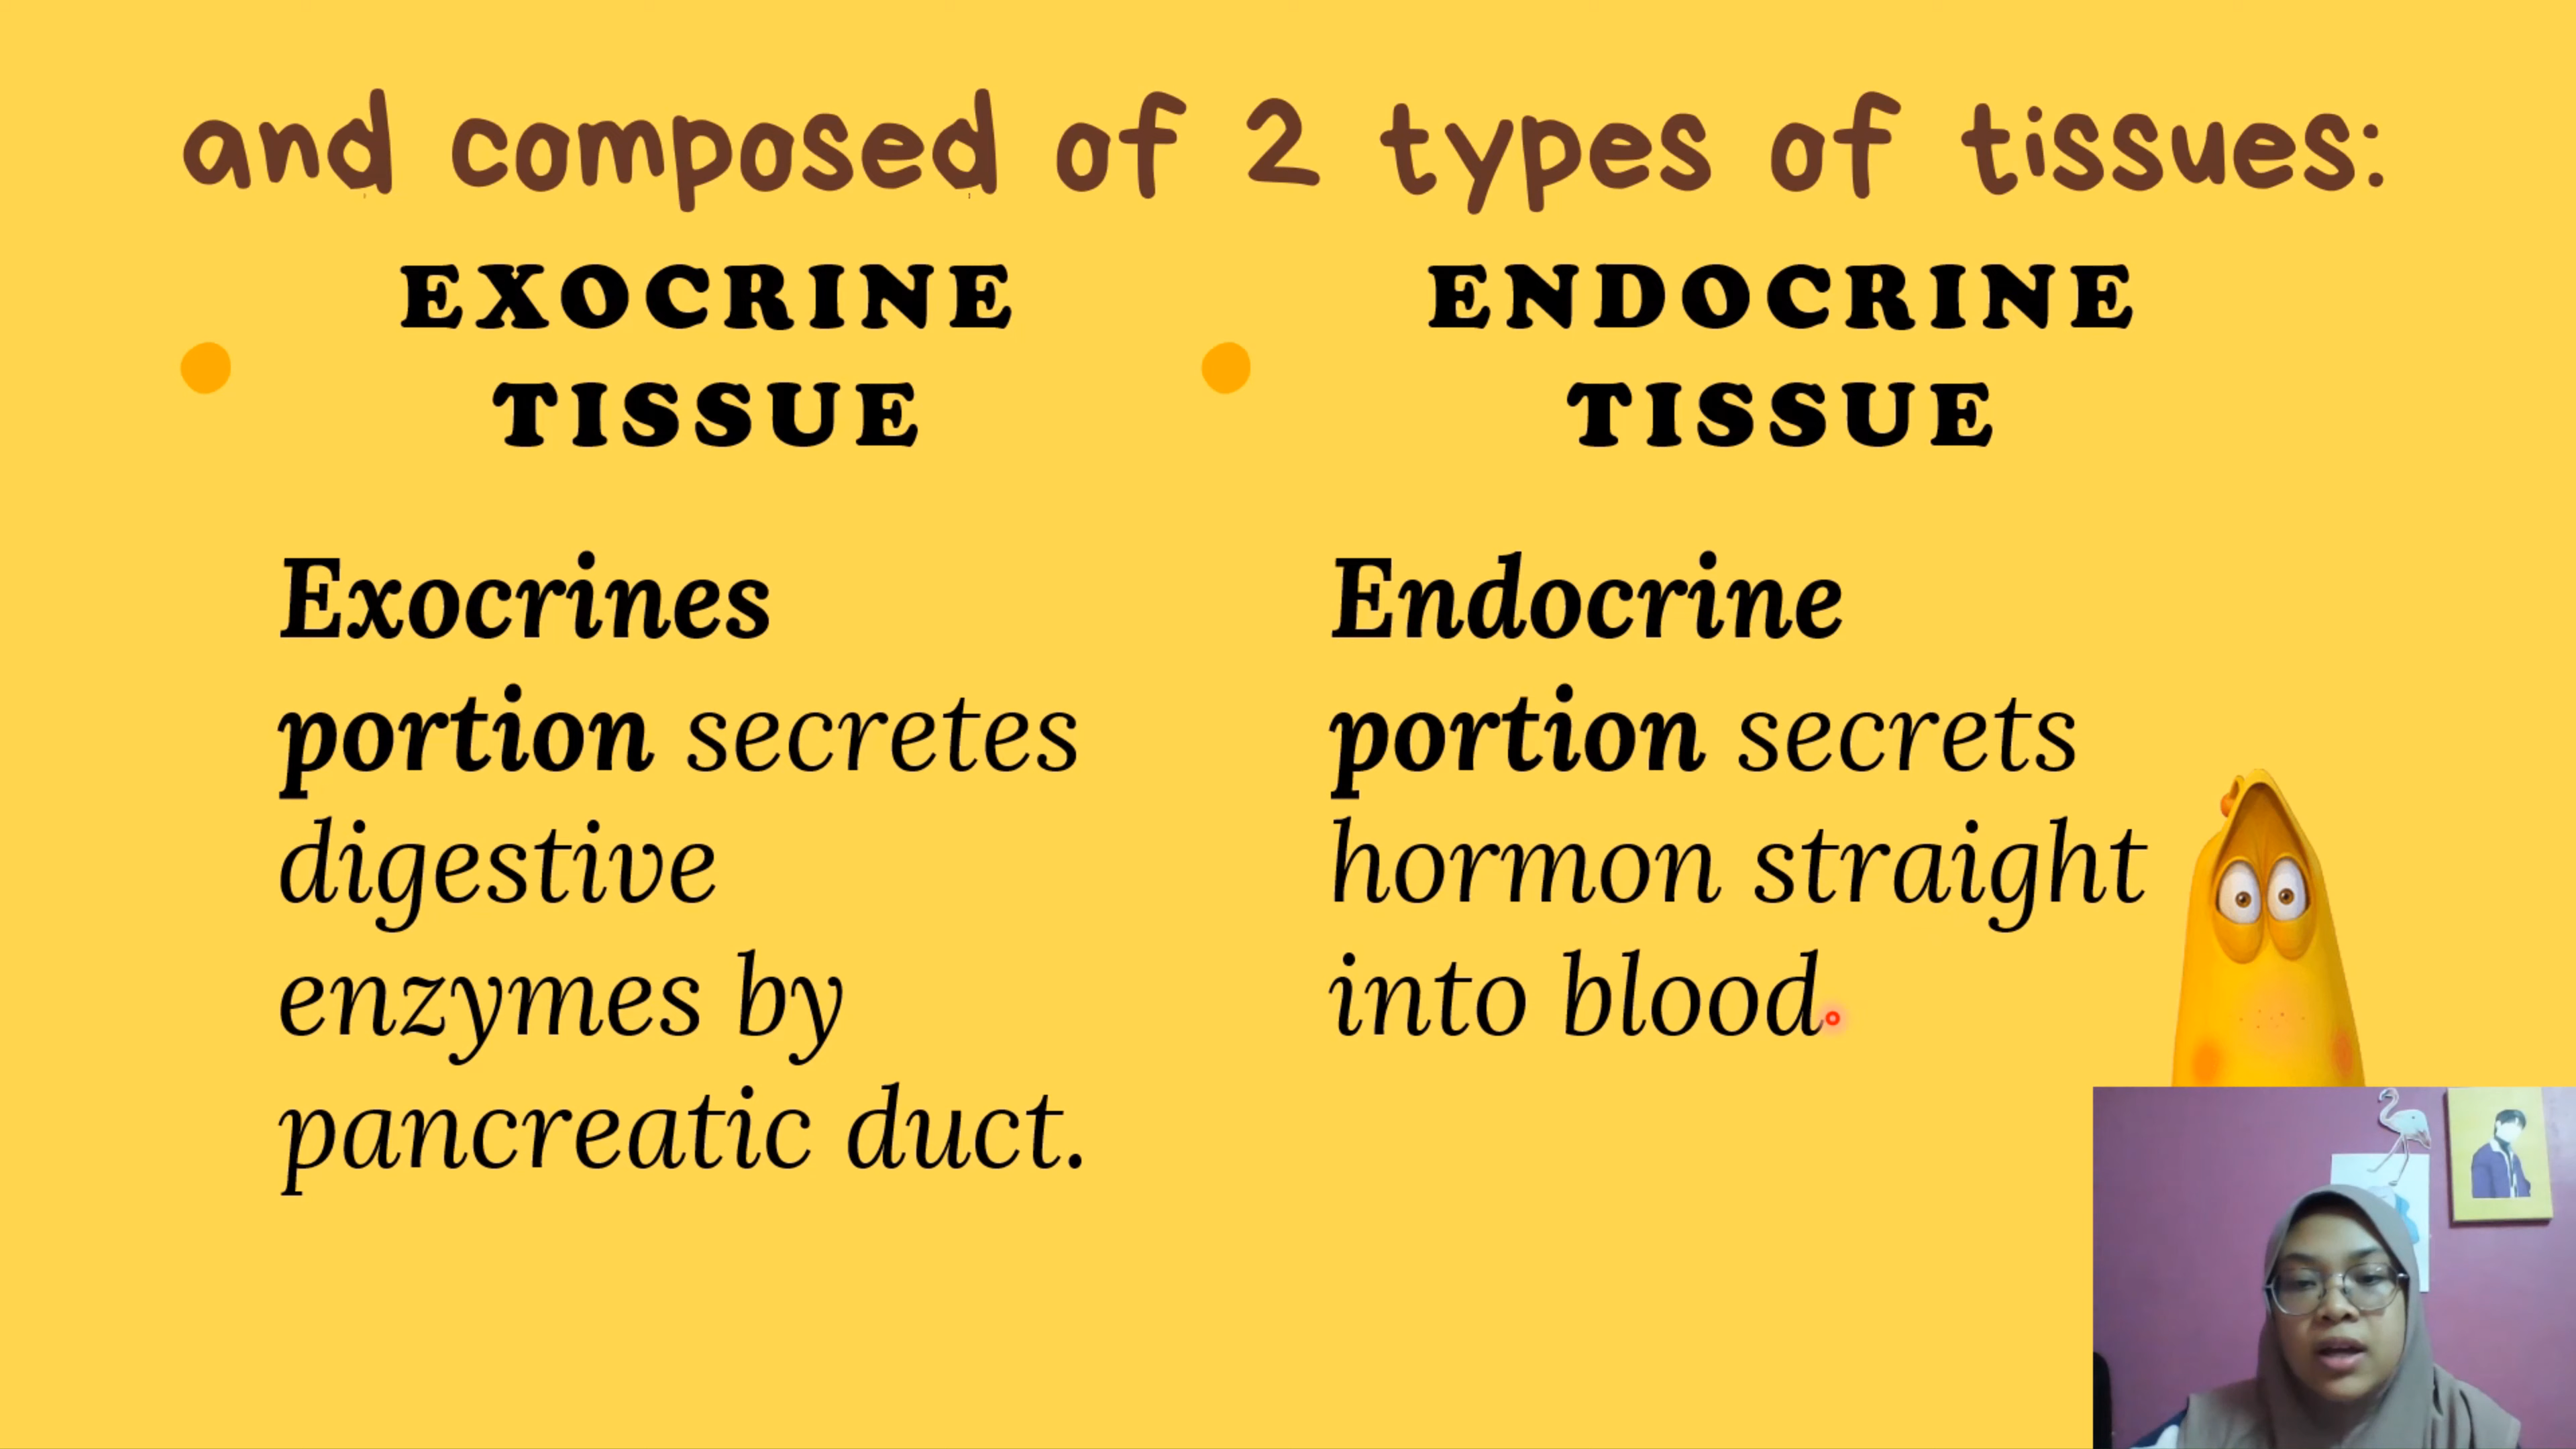 and composed of 2 types of tissues:
EXOCRINE
TISSUE
Exocrines
portion secretes
digestive
enzymes by
pancreatic duct.
ENDOCRINE
TISSUE
Endocrine
portion secrets
hormon straight
into blood.